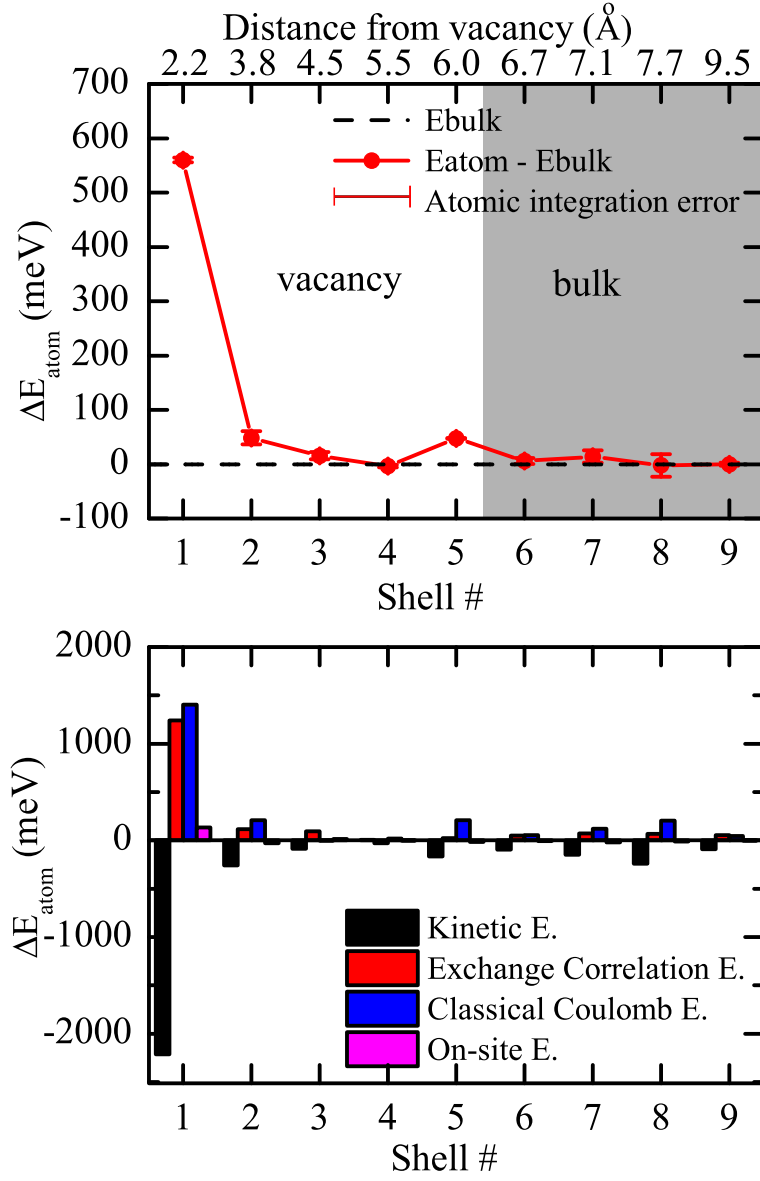 Distance from vacancy (Å)
2.2 3.8 4.5 5.5 6.0 6.7 7.1 7.7 9.5
700
600
500
400
300
200
100
0
-100
ΔEatom (meV)
Ebulk
Eatom - Ebulk
Atomic integration error
vacancy bulk
1 2 3 4 5 6 7 8 9
Shell #
2000
1000
0
-1000
-2000
ΔEatom (meV)
Kinetic E.
Exchange Correlation E.
Classical Coulomb E.
On-site E.
1 2 3 4 5 6 7 8 9
Shell #